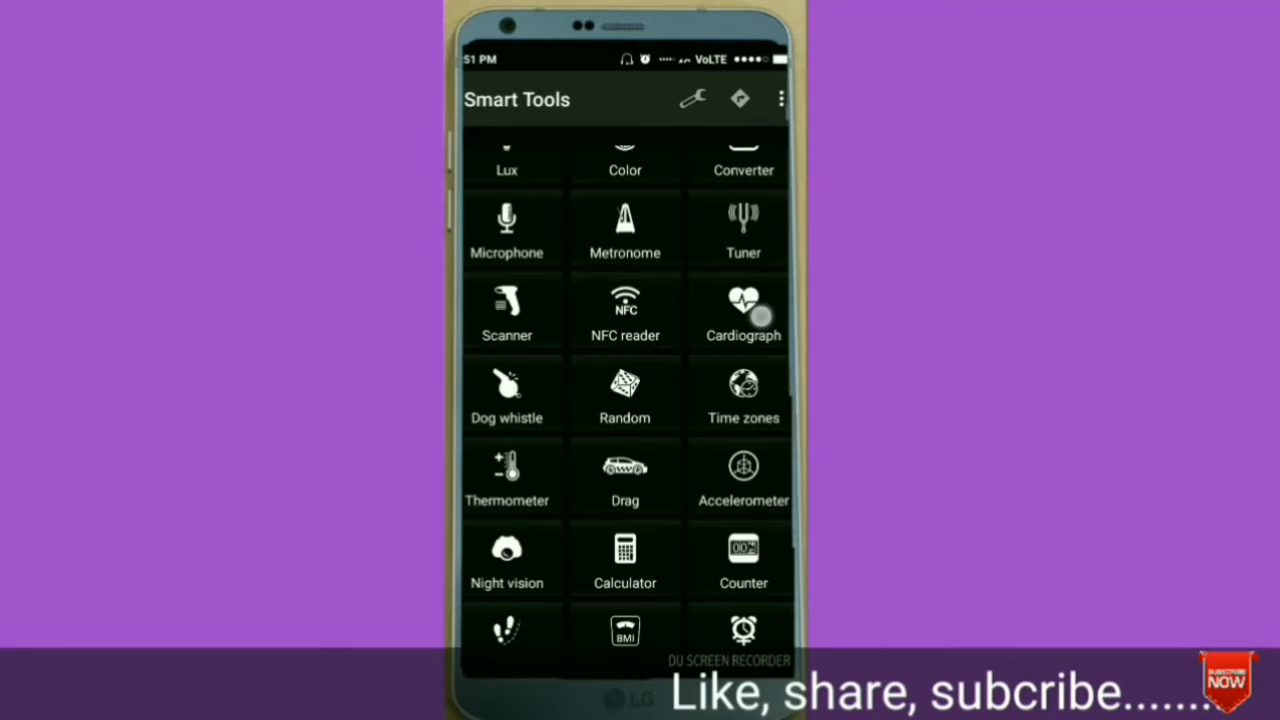 51 PM VoLTE
Smart Tools
Lux Color Converter
Microphone Metronome Tuner
NFC
Scanner NFC reader Cardiograph
Dog whistle Random Time zones
Thermometer Drag Accelerometer
00
Night vision Calculator Counter
BMI
DU SCREEN RECORDER
Like, share, subcribe.......
SUBSCRIBE
NOW
LG